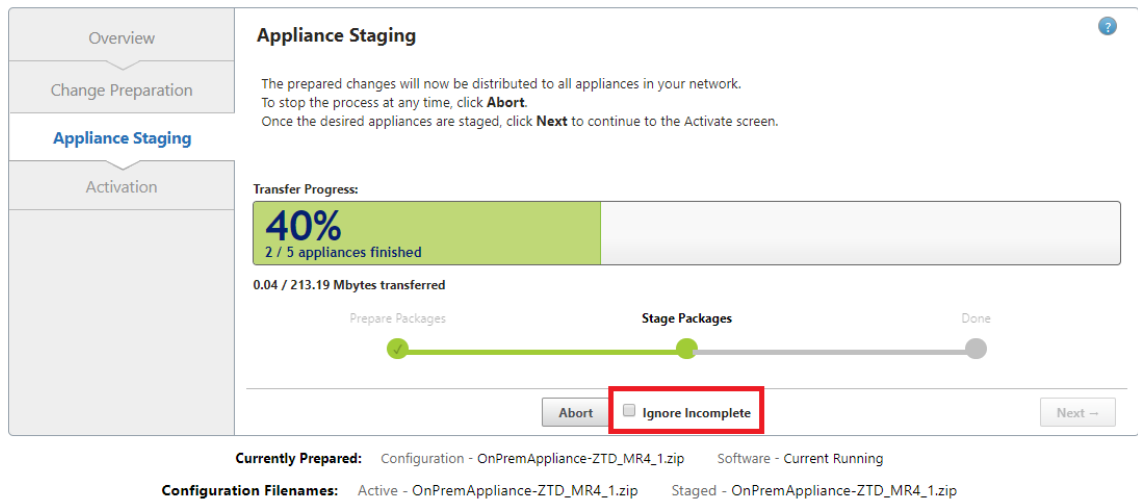 Overview
Change Preparation
Appliance Staging
Activation
Appliance Staging
?
The prepared changes will now be distributed to all appliances in your network.
To stop the process at any time, click Abort.
Once the desired appliances are staged, click Next to continue to the Activate screen.
Transfer Progress:
40%
2 / 5 appliances finished
0.04 / 213.19 Mbytes transferred
Prepare Packages Stage Packages Done
Abort Ignore Incomplete Next →
Currently Prepared: Configuration - OnPremAppliance-ZTD_MR4_1.zip Software - Current Running
Configuration Filenames: Active - OnPremAppliance-ZTD_MR4_1.zip Staged - OnPremAppliance-ZTD_MR4_1.zip